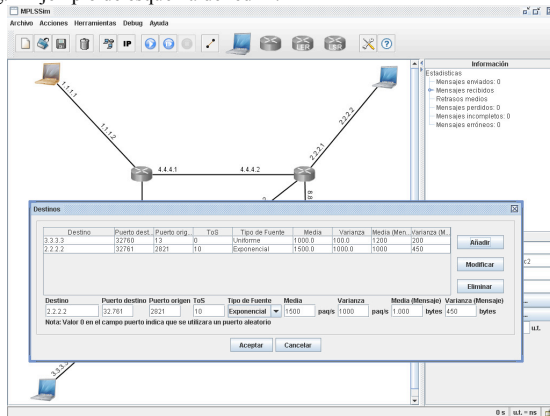 MPLSSim
Archivo Acciones Herramientas Debug Ayuda
IP LER LSR
Información
Estadísticas
Mensajes enviados: 0
Mensajes recibidos
Retrasos medios
Mensajes perdidos: 0
Mensajes incompletos: 0
Mensajes erróneos: 0
1.1.1.1
1.1.1.2
2.2.2.2
2.2.2.1
4.4.4.1 4.4.4.2
Destinos
Destino Puerto dest... Puerto orig... ToS Tipo de Fuente Media Varianza Media (Men... Varianza (M...
3.3.3.3 32760 13 0 Uniforme 1000.0 100.0 1200 200
2.2.2.2 32761 2821 10 Exponencial 1500.0 1000.0 1000 450
Añadir
Modificar
Eliminar
Destino Puerto destino Puerto origen ToS Tipo de Fuente Media Varianza Media (Mensaje) Varianza (Mensaje)
2.2.2.2 32.761 2821 10 Exponencial 1500 paq/s 1000 paq/s 1.000 bytes 450 bytes
Nota: Valor 0 en el campo puerto indica que se utilizara un puerto aleatorio
Aceptar Cancelar
u.t.
0 s u.t. = ns